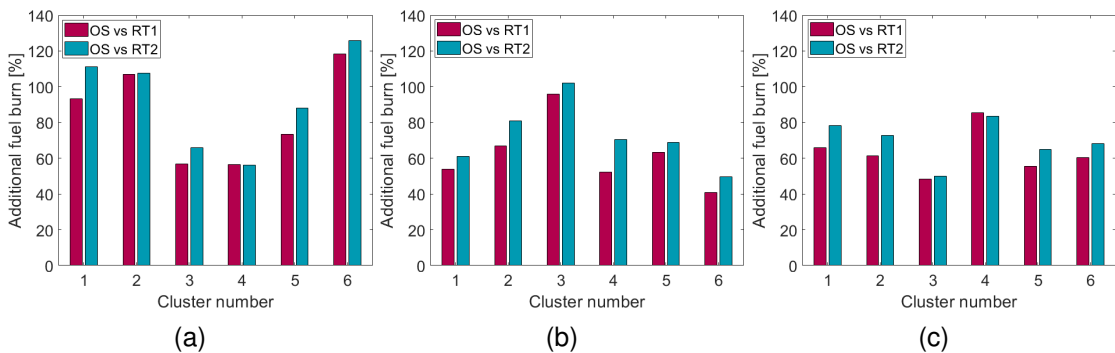 OS vs RT1
OS vs RT2
Additional fuel burn [%]
140
120
100
80
60
40
20
0
1 2 3 4 5 6
Cluster number
(a)
OS vs RT1
OS vs RT2
Additional fuel burn [%]
140
120
100
80
60
40
20
0
1 2 3 4 5 6
Cluster number
(b)
OS vs RT1
OS vs RT2
Additional fuel burn [%]
140
120
100
80
60
40
20
0
1 2 3 4 5 6
Cluster number
(c)